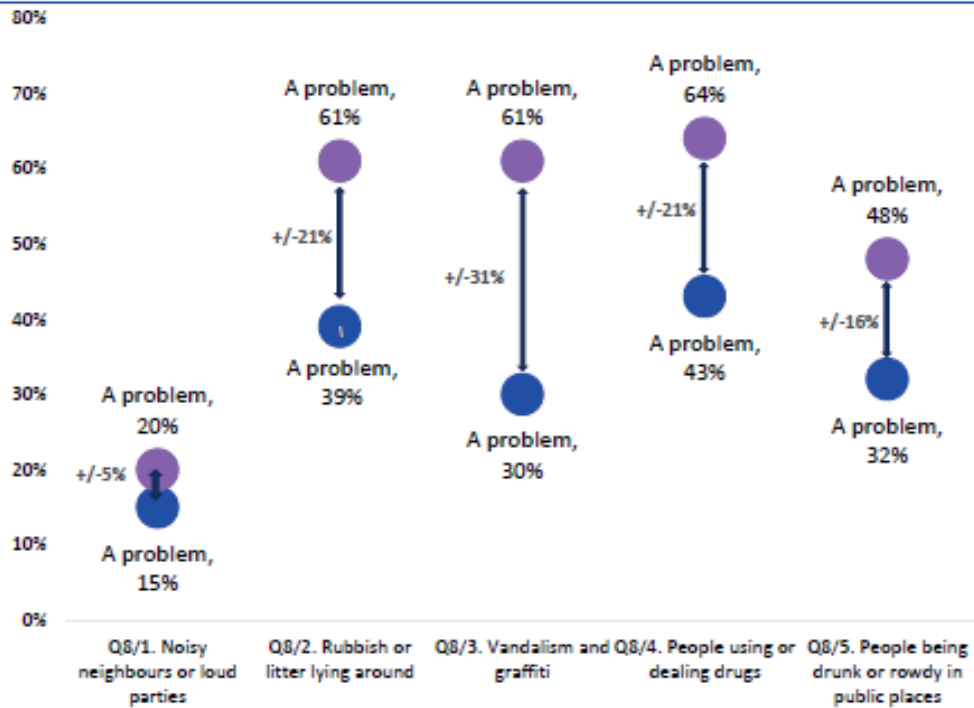 80%
70%
60%
50%
40%
30%
20%
10%
0%
A problem,
20%
+/-5%
A problem,
15%
A problem,
61%
+/-21%
A problem,
39%
A problem,
61%
+/-31%
A problem,
30%
A problem,
64%
+/-21%
A problem,
43%
A problem,
48%
+/-16%
A problem,
32%
Q8/1. Noisy
neighbours or loud
parties
Q8/2. Rubbish or
litter lying around
Q8/3. Vandalism and
graffiti
Q8/4. People using or
dealing drugs
Q8/5. People being
drunk or rowdy in
public places